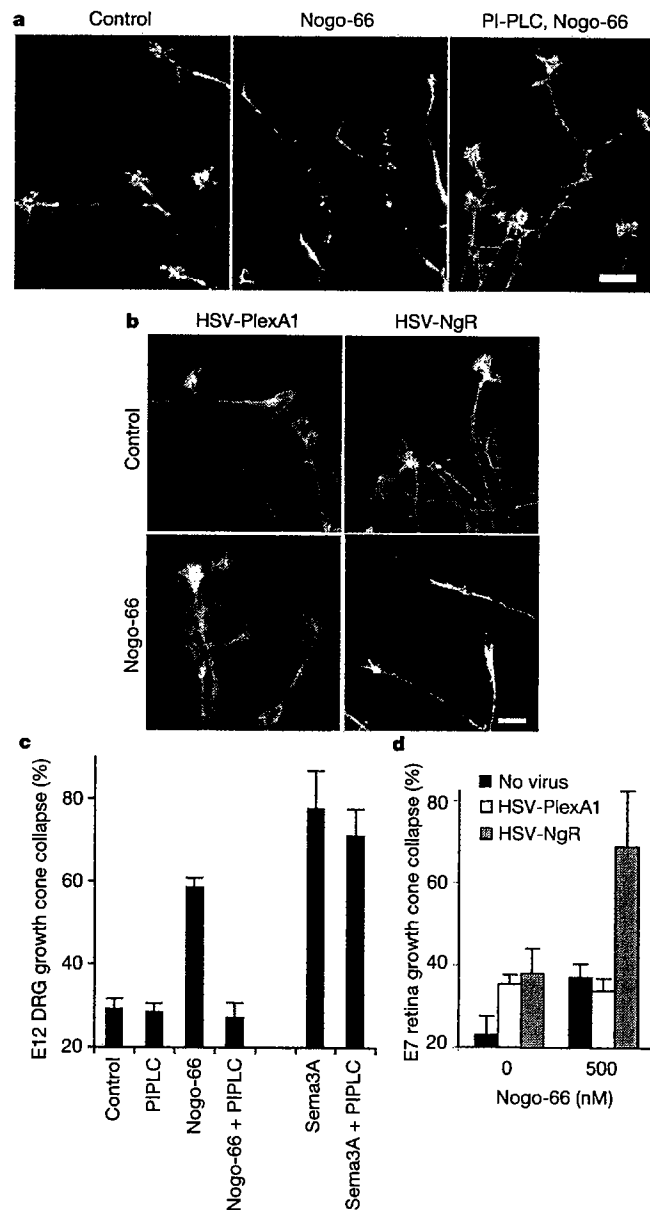 a
Control
Nogo-66
PI-PLC, Nogo-66
b
HSV-PlexA1
HSV-NgR
Control
Nogo-66
c
E12 DRG growth cone collapse (%)
80
60
40
20
Control
PIPLC
Nogo-66
Nogo-66 + PIPLC
Sema3A
Sema3A + PIPLC
d
E7 retina growth cone collapse (%)
80
60
40
20
No virus
HSV-PlexA1
HSV-NgR
0
500
Nogo-66 (nM)